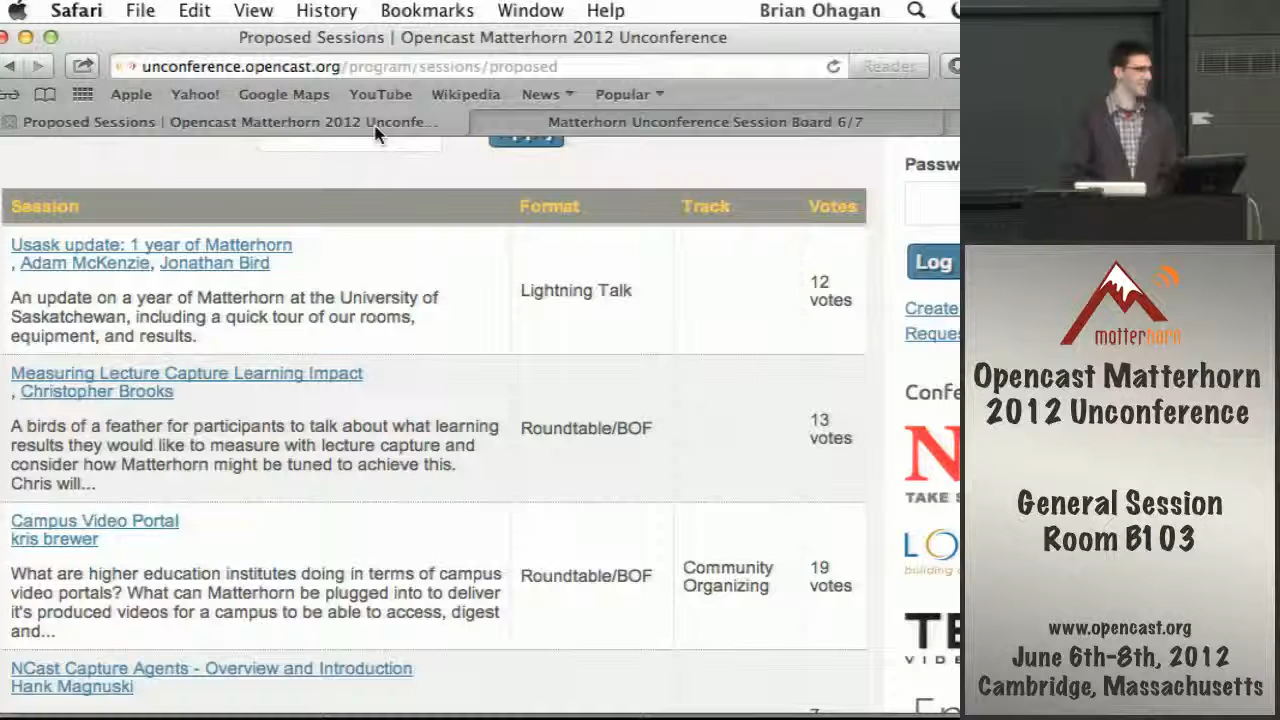 Safari File Edit View History Bookmarks Window Help Brian Ohagan
Proposed Sessions | Opencast Matterhorn 2012 Unconference
unconference.opencast.org/program/sessions/proposed Reader
Apple Yahoo! Google Maps YouTube Wikipedia News Popular
Proposed Sessions | Opencast Matterhorn 2012 Unconfe... Matterhorn Unconference Session Board 6/7
Session Format Track Votes
Usask update: 1 year of Matterhorn
, Adam McKenzie, Jonathan Bird
An update on a year of Matterhorn at the University of
Saskatchewan, including a quick tour of our rooms,
equipment, and results.
Lightning Talk
12
votes
Measuring Lecture Capture Learning Impact
, Christopher Brooks
A birds of a feather for participants to talk about what learning
results they would like to measure with lecture capture and
consider how Matterhorn might be tuned to achieve this.
Chris will...
Roundtable/BOF
13
votes
Campus Video Portal
kris brewer
What are higher education institutes doing in terms of campus
video portals? What can Matterhorn be plugged into to deliver
it's produced videos for a campus to be able to access, digest
and...
Roundtable/BOF
Community
Organizing
19
votes
NCast Capture Agents - Overview and Introduction
Hank Magnuski
Passw
Log
Create
Reque
Confe
N
TAKE S
LO
building
TE
VIDE
matterhorn
Opencast Matterhorn
2012 Unconference
General Session
Room B103
www.opencast.org
June 6th-8th, 2012
Cambridge, Massachusetts